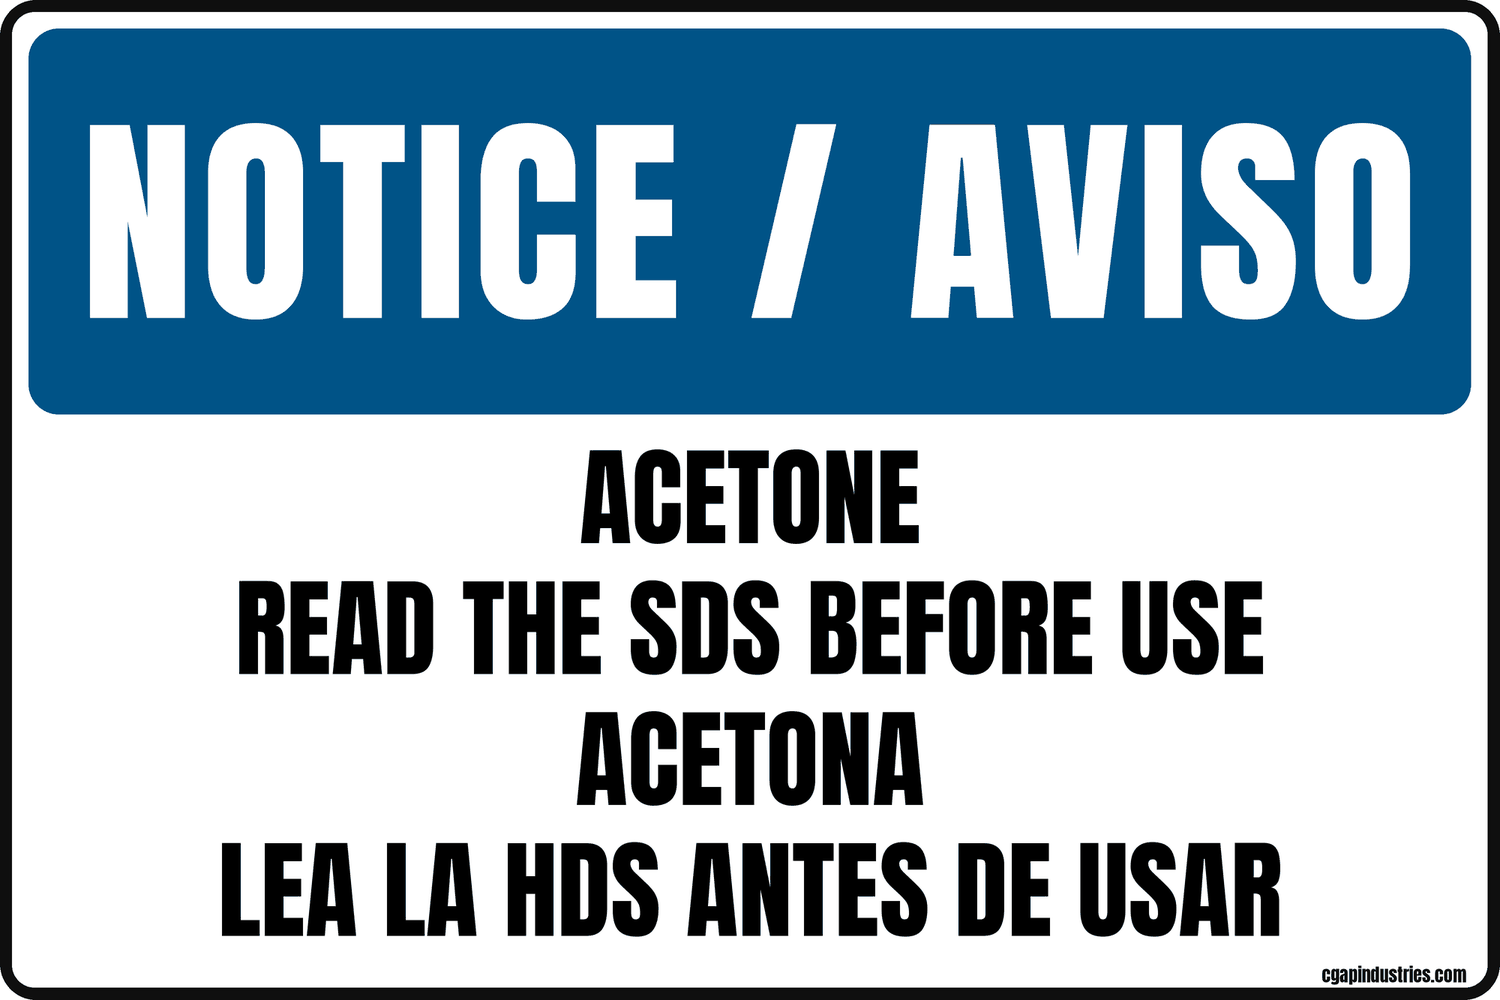 NOTICE / AVISO
ACETONE
READ THE SDS BEFORE USE
ACETONA
LEA LA HDS ANTES DE USAR
cgapindustries.com